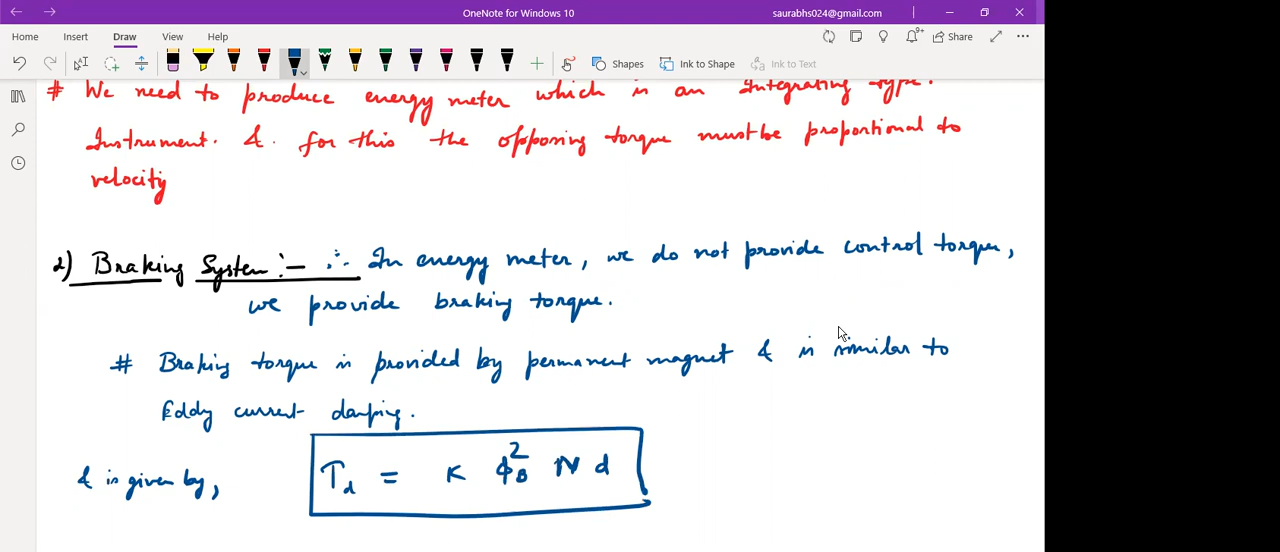 OneNote for Windows 10
saurabhs024@gmail.com
Home Insert Draw View Help
Share
Shapes Ink to Shape Ink to Text
# We need to produce energy meter which is an Integrating type.
Instrument. &. for this the opposing torque must be proportional to
velocity
2) Braking System :- ∴ In energy meter, we do not provide control torque,
we provide braking torque.
# Braking torque is provided by permanent magnet & is similar to
Eddy current damping.
& is given by, T_d = K ϕ_B^2 N d